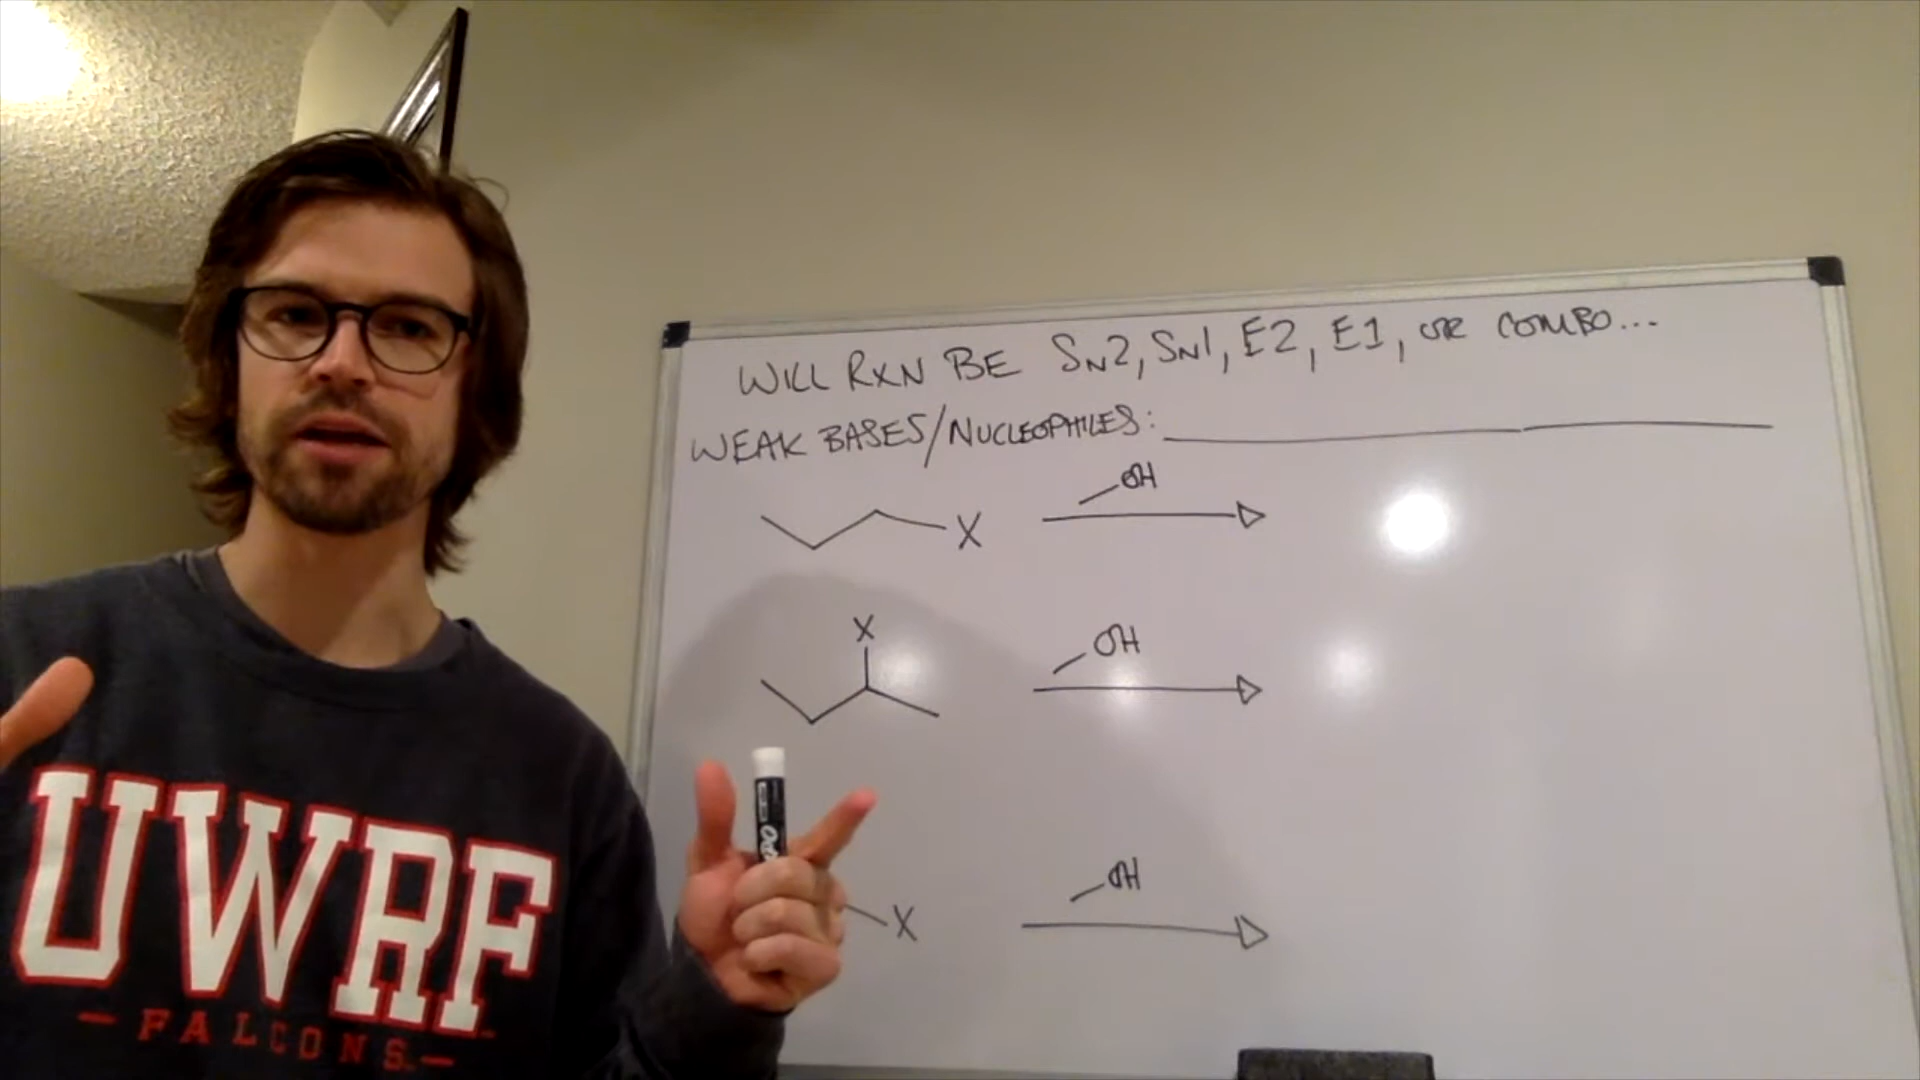 WILL RXN BE SN2, SN1, E2, E1, OR COMBO...
WEAK BASES/NUCLEOPHILES:
OH
X
X
OH
OH
X
UWRF
- FALCONS. -